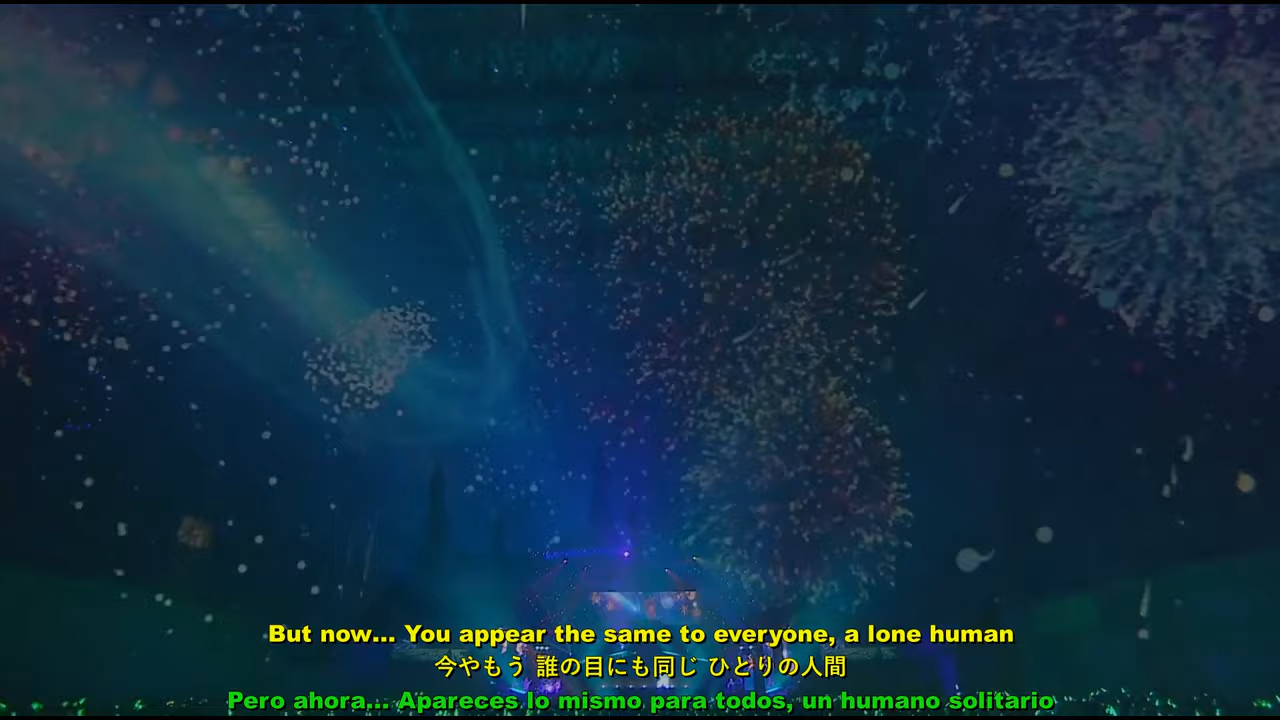 But now... You appear the same to everyone, a lone human
今やもう 誰の目にも同じ ひとりの人間
Pero ahora... Apareces lo mismo para todos, un humano solitario